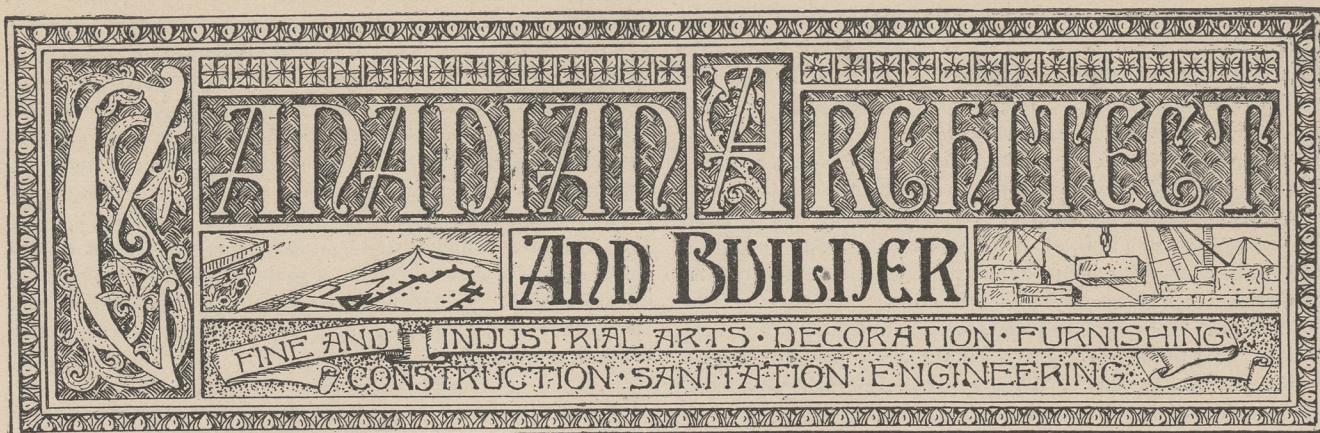 CANADIAN ARCHITECT
AND BUILDER
FINE AND INDUSTRIAL ARTS · DECORATION · FURNISHING
CONSTRUCTION · SANITATION · ENGINEERING ·